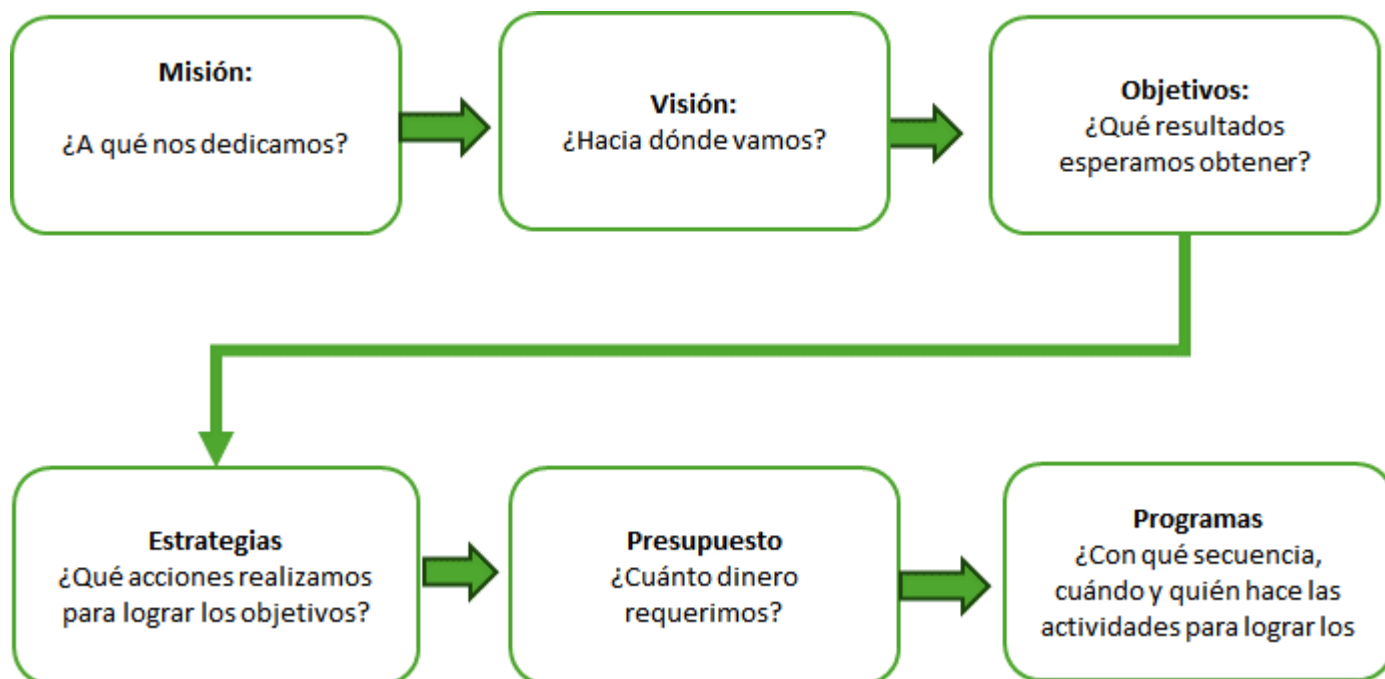 Misión:
¿A qué nos dedicamos?
Visión:
¿Hacia dónde vamos?
Objetivos:
¿Qué resultados
esperamos obtener?
Estrategias
¿Qué acciones realizamos
para lograr los objetivos?
Presupuesto
¿Cuánto dinero
requerimos?
Programas
¿Con qué secuencia,
cuándo y quién hace las
actividades para lograr los